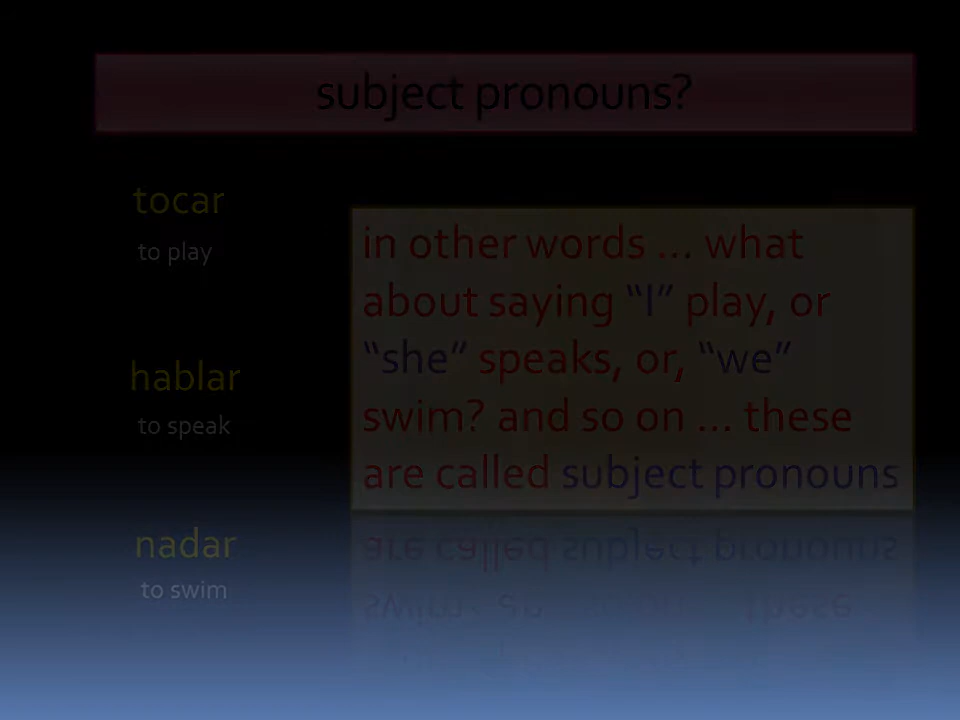 subject pronouns?
tocar
to play
hablar
to speak
nadar
to swim
in other words ... what
about saying “I” play, or
“she” speaks, or, “we”
swim? and so on ... these
are called subject pronouns